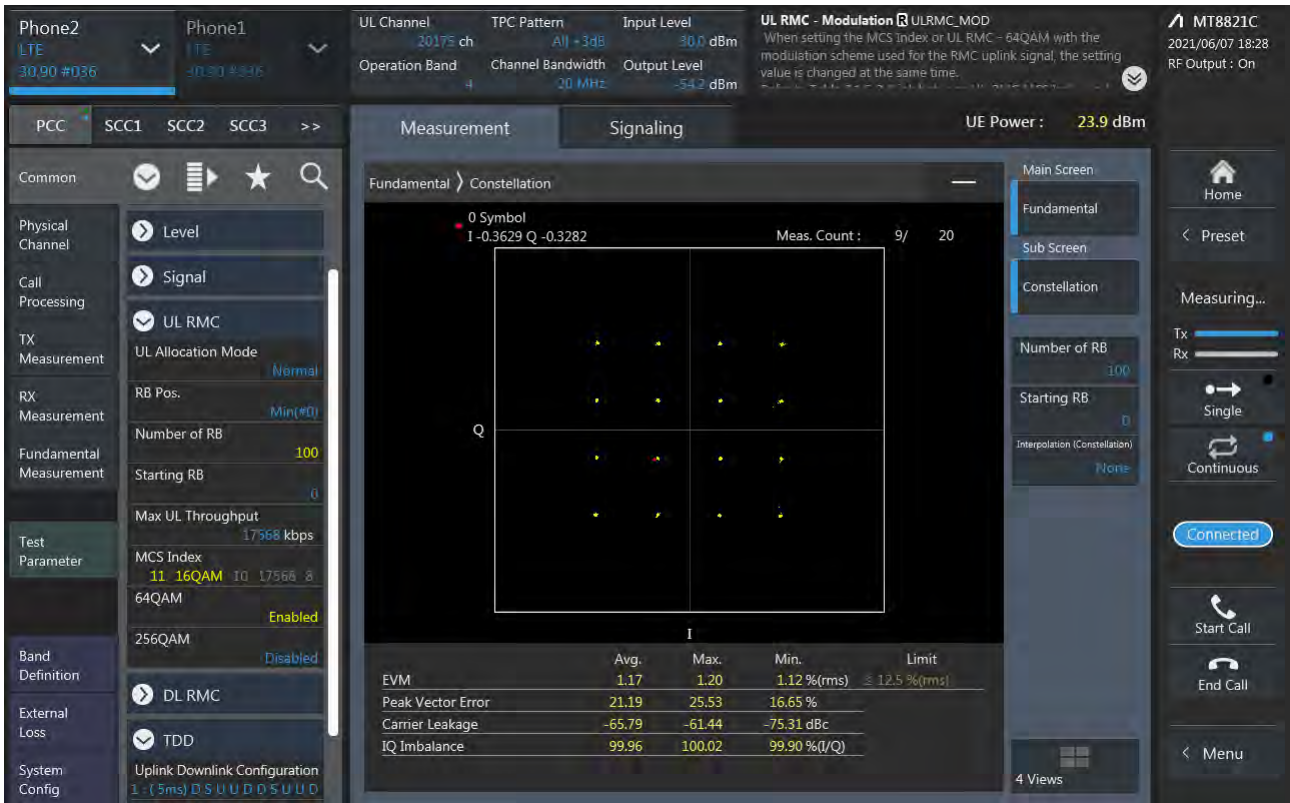 Phone2
LTE
30.90 #036
Phone1
LTE
30.90 #036
UL Channel
20175 ch
Operation Band
4
TPC Pattern
All +3dB
Channel Bandwidth
20 MHz
Input Level
30.0 dBm
Output Level
-54.2 dBm
UL RMC - Modulation R ULRMC_MOD
When setting the MCS Index or UL RMC – 64QAM with the
modulation scheme used for the RMC uplink signal, the setting
value is changed at the same time.
MT8821C
2021/06/07 18:28
RF Output : On
PCC SCC1 SCC2 SCC3 >>
Measurement
Signaling
UE Power : 23.9 dBm
Common
Physical
Channel
Call
Processing
TX
Measurement
RX
Measurement
Fundamental
Measurement
Test
Parameter
Band
Definition
External
Loss
System
Config
Level
Signal
UL RMC
UL Allocation Mode
Normal
RB Pos.
Min(#0)
Number of RB
100
Starting RB
0
Max UL Throughput
17568 kbps
MCS Index
11 16QAM 10 17568 8
64QAM
Enabled
256QAM
Disabled
DL RMC
TDD
Uplink Downlink Configuration
1 : ( 5ms) D S U U D D S U U D
Fundamental 〉 Constellation
0 Symbol
I -0.3629 Q -0.3282
Meas. Count : 9/ 20
Q
I
Avg. Max. Min. Limit
EVM 1.17 1.20 1.12 %(rms) ≤ 12.5 %(rms)
Peak Vector Error 21.19 25.53 16.65 %
Carrier Leakage -65.79 -61.44 -75.31 dBc
IQ Imbalance 99.96 100.02 99.90 %(I/Q)
Main Screen
Fundamental
Sub Screen
Constellation
Number of RB
100
Starting RB
0
Interpolation (Constellation)
None
4 Views
Home
< Preset
Measuring...
Tx
Rx
Single
Continuous
Connected
Start Call
End Call
< Menu